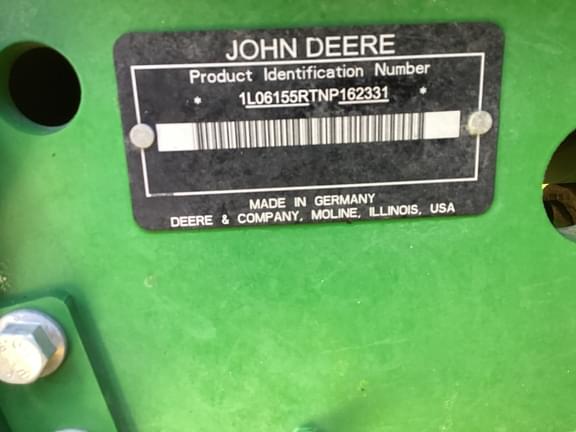 JOHN DEERE
Product Identification Number
* 1L06155RTNP162331 *
MADE IN GERMANY
DEERE & COMPANY, MOLINE, ILLINOIS, USA